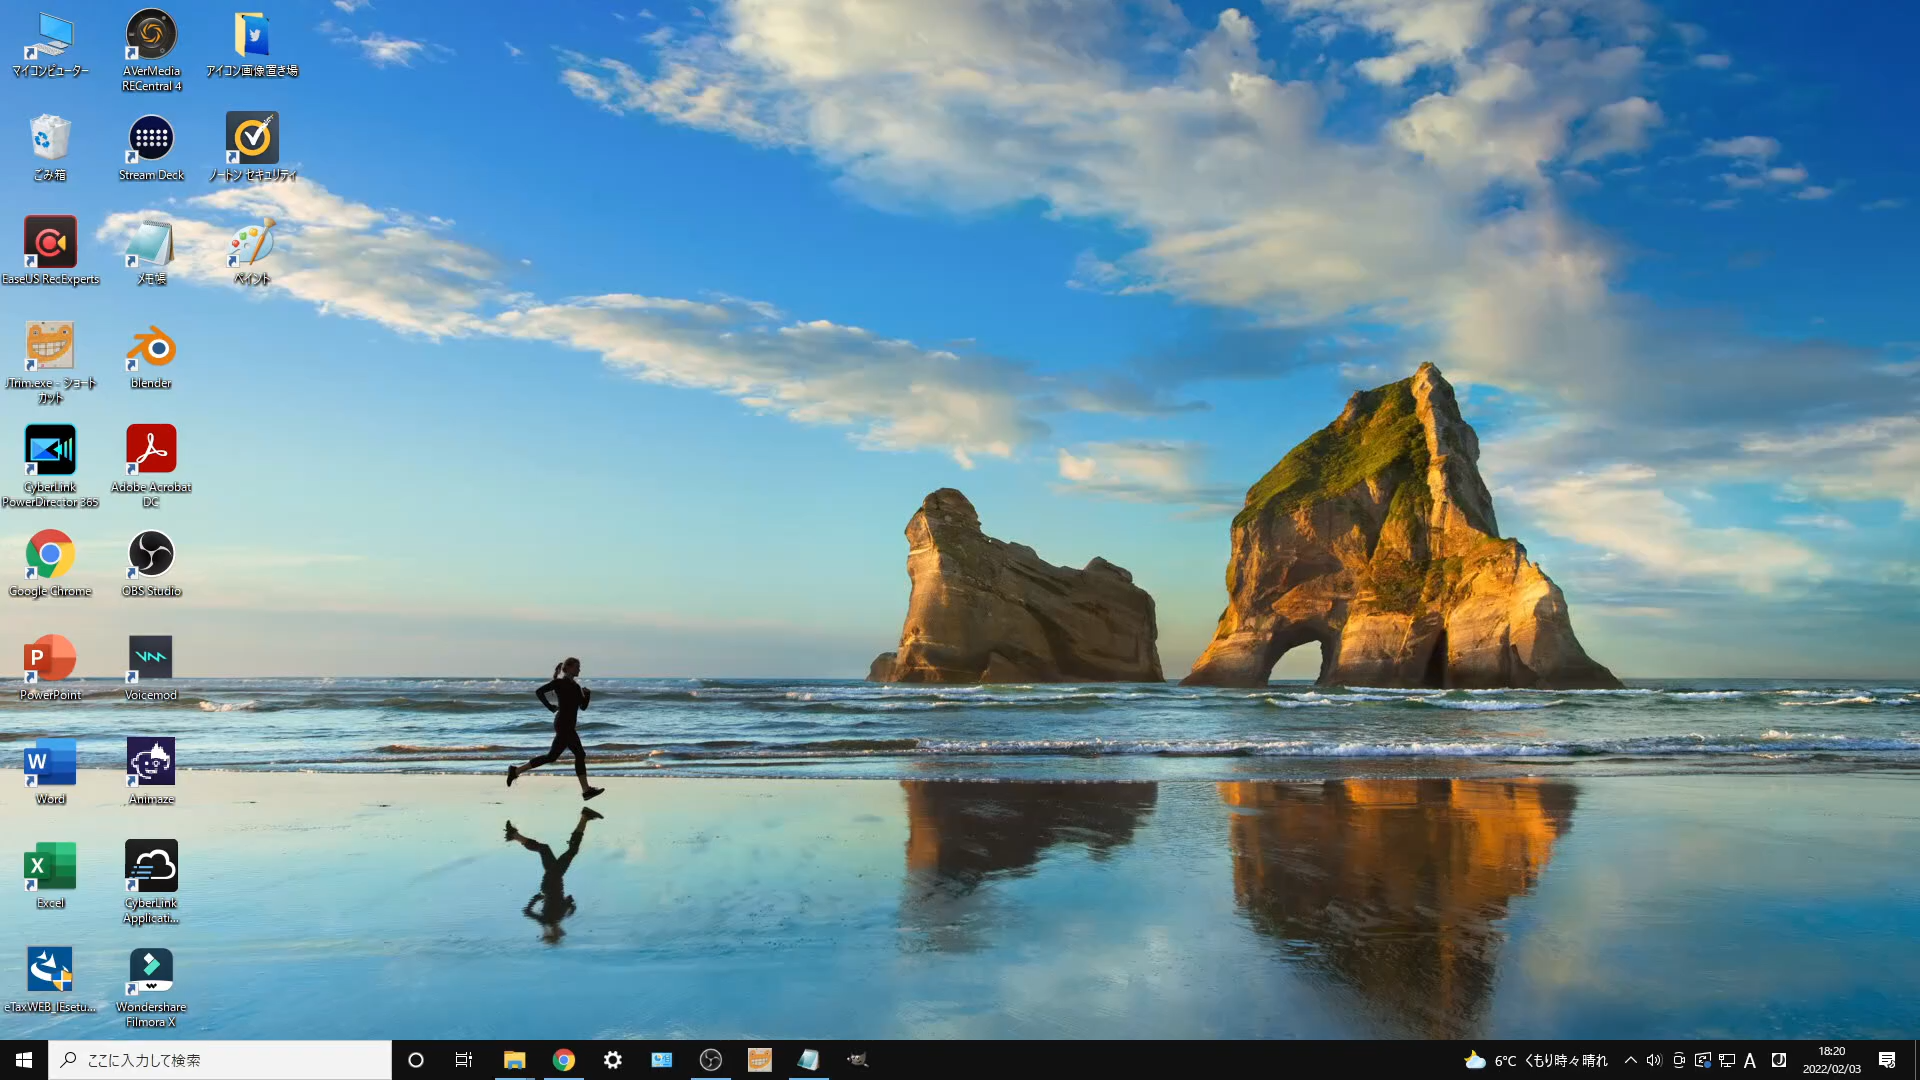 マイコンピューター
AVerMedia
RECentral 4
アイコン画像置き場
ごみ箱
Stream Deck
ノートン セキュリティ
EaseUS RecExperts
メモ帳
ペイント
JTrim.exe - ショート
カット
blender
CyberLink
PowerDirector 365
Adobe Acrobat
DC
Google Chrome
OBS Studio
PowerPoint
Voicemod
Word
Animaze
Excel
CyberLink
Applicati...
eTaxWEB_IEsetu...
Wondershare
Filmora X
ここに入力して検索
6°C くもり時々晴れ
A
18:20
2022/02/03